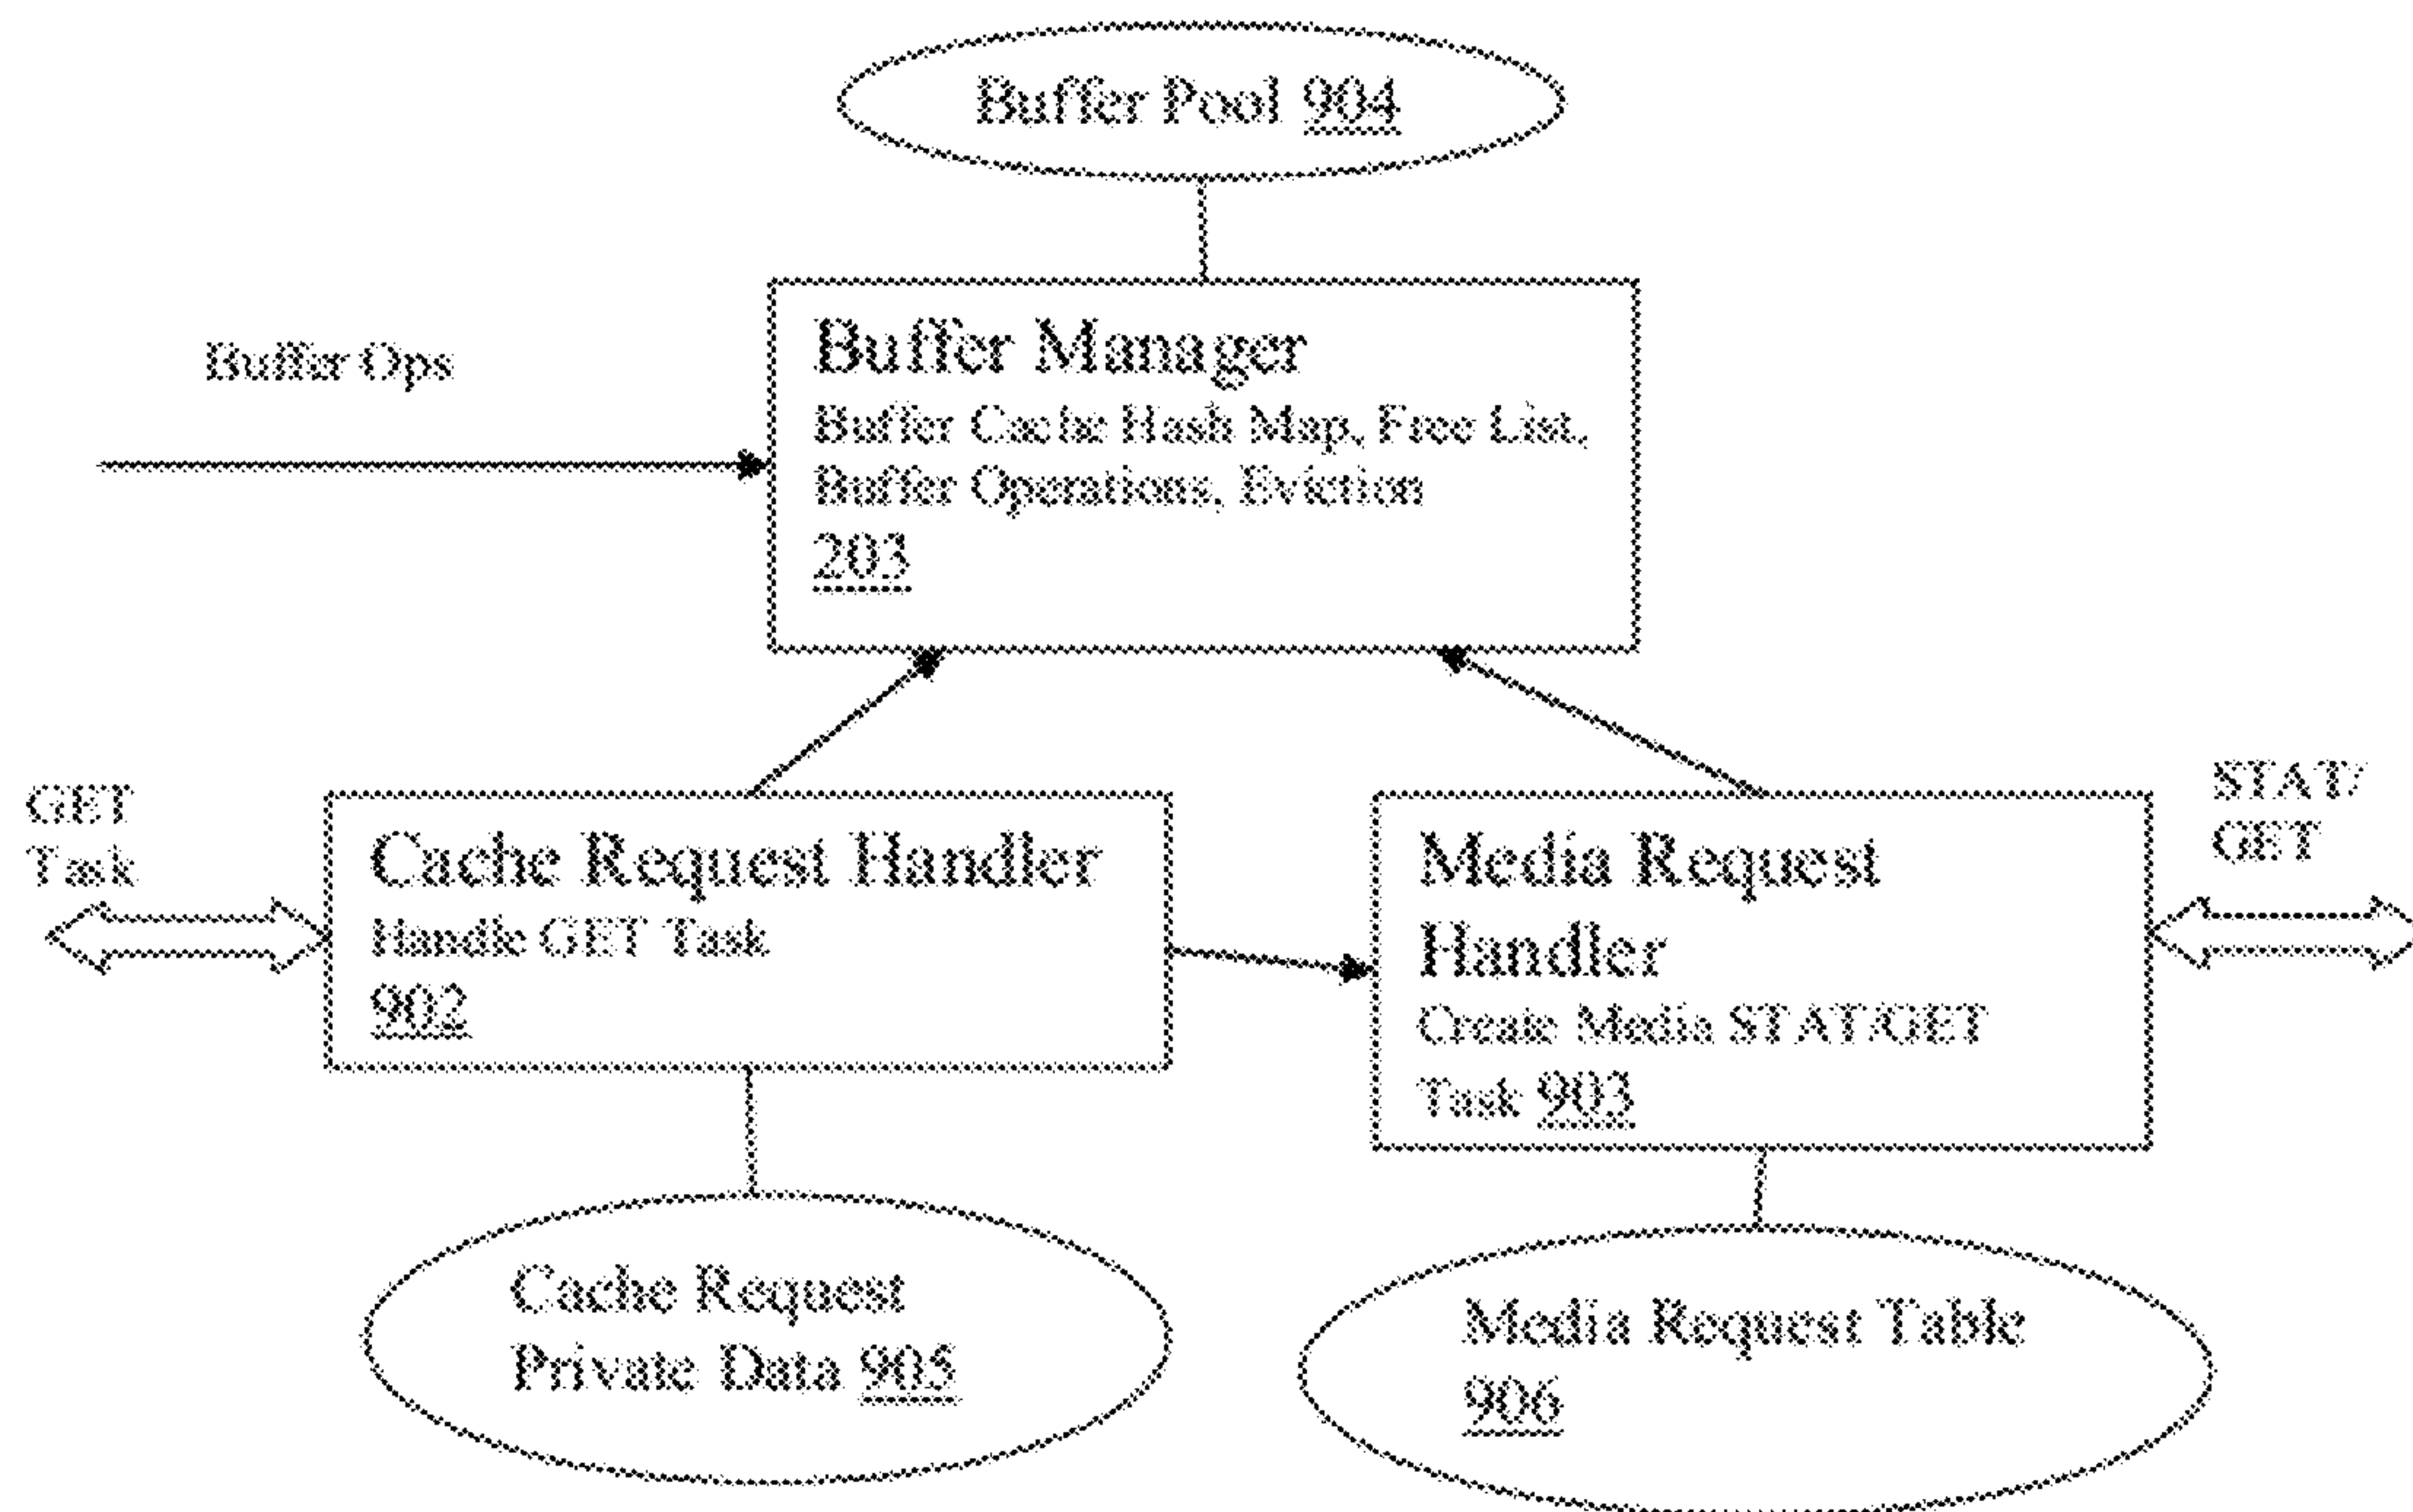 Buffer Pool 904
Buffer Ops
Buffer Manager
Buffer Cache Hash Map, Free List,
Buffer Operations, Eviction
203
GET
Task
Cache Request Handler
Handle GET Task
902
Media Request
Handler
Create Media STAT/GET
Task 903
STAT/
GET
Cache Request
Private Data 905
Media Request Table
906